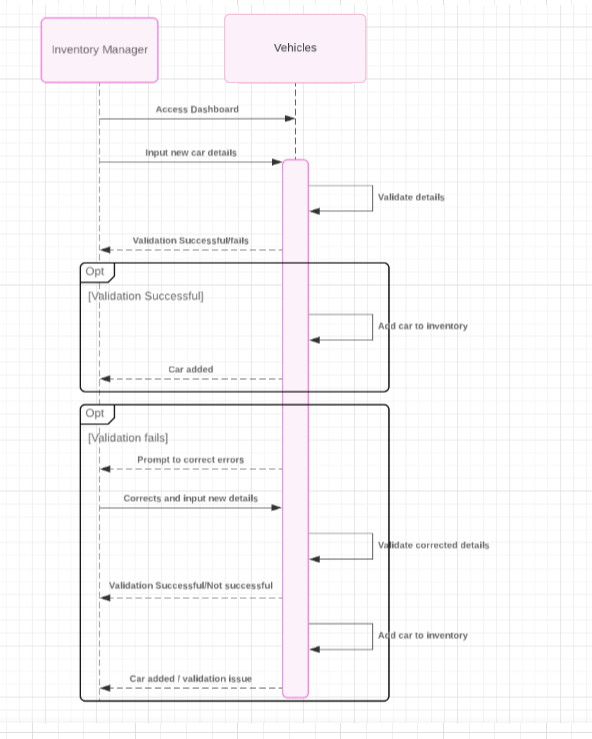 Inventory Manager
Vehicles
Access Dashboard
Input new car details
Validate details
Validation Successful/fails
Opt
[Validation Successful]
Add car to inventory
Car added
Opt
[Validation fails]
Prompt to correct errors
Corrects and input new details
Validate corrected details
Validation Successful/Not successful
Add car to inventory
Car added / validation issue